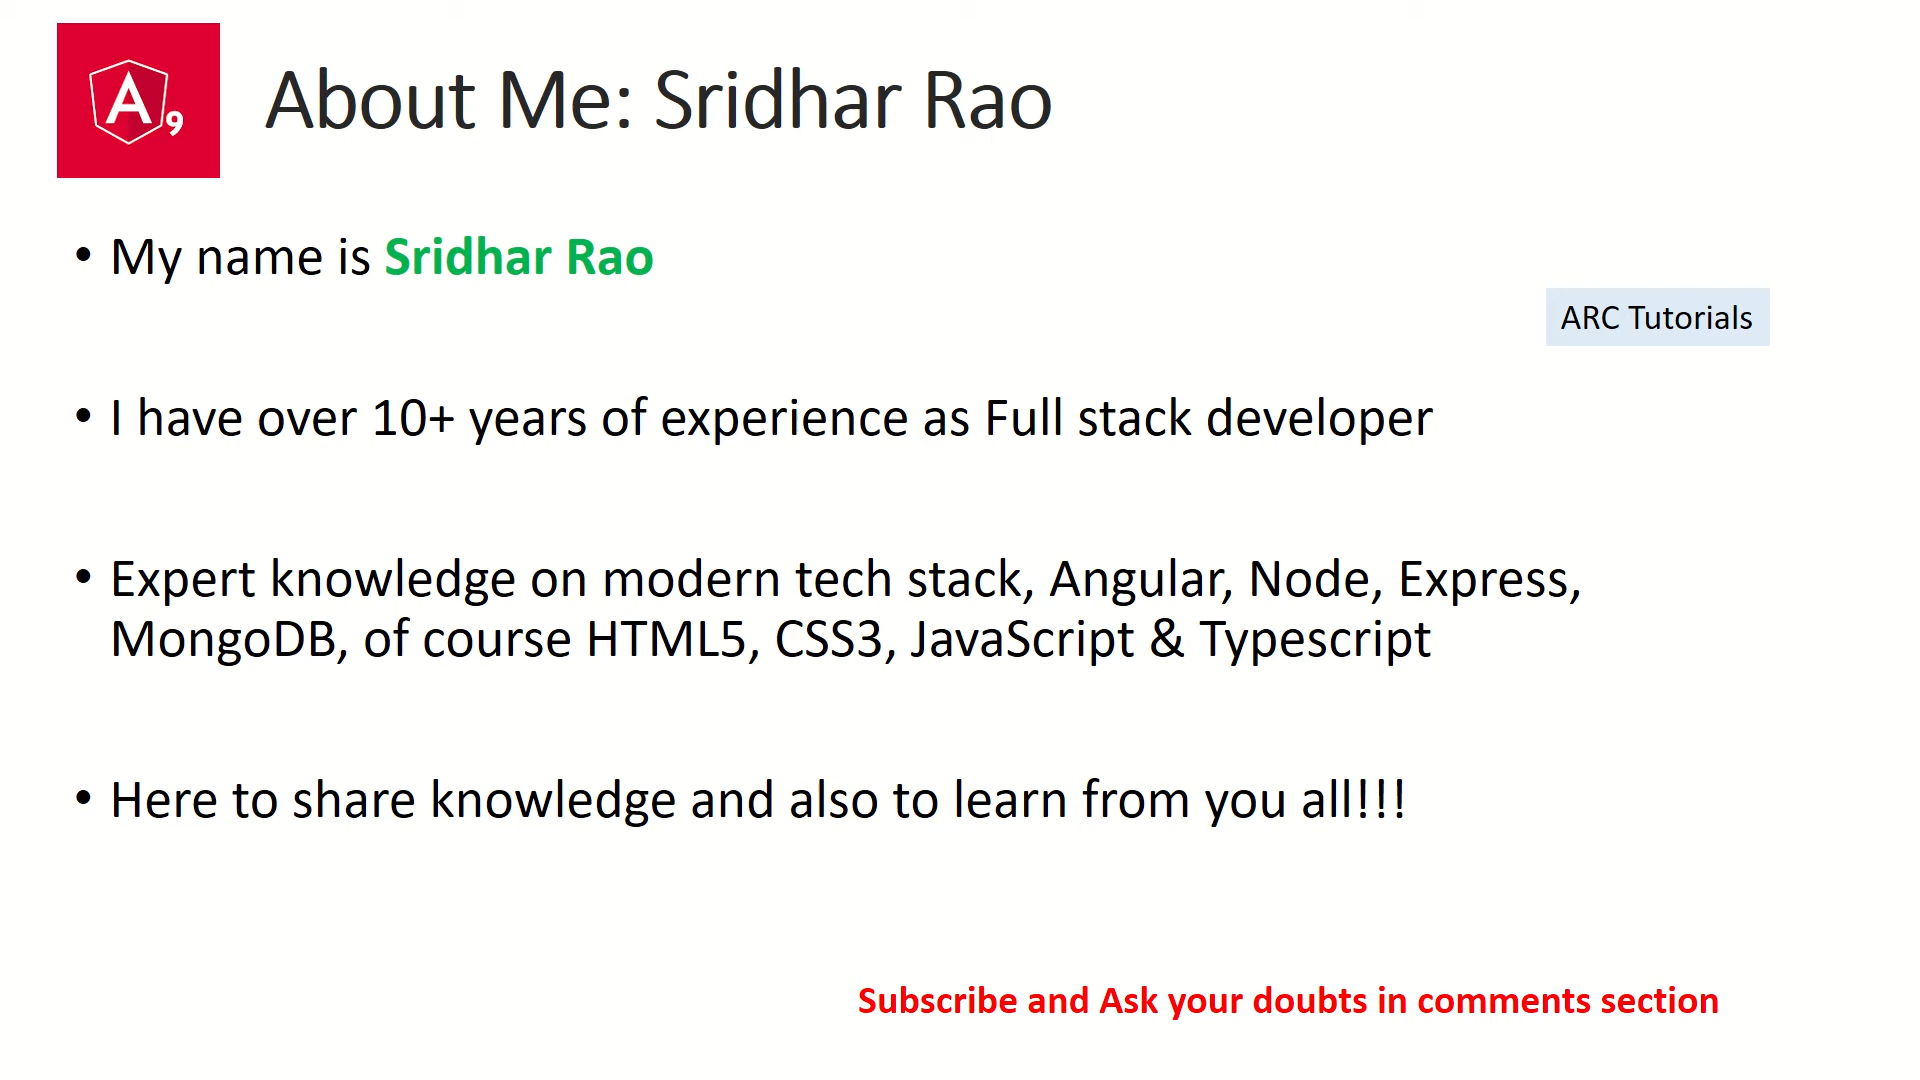 A9
About Me: Sridhar Rao
• My name is Sridhar Rao
ARC Tutorials
• I have over 10+ years of experience as Full stack developer
• Expert knowledge on modern tech stack, Angular, Node, Express,
MongoDB, of course HTML5, CSS3, JavaScript & Typescript
• Here to share knowledge and also to learn from you all!!!
Subscribe and Ask your doubts in comments section